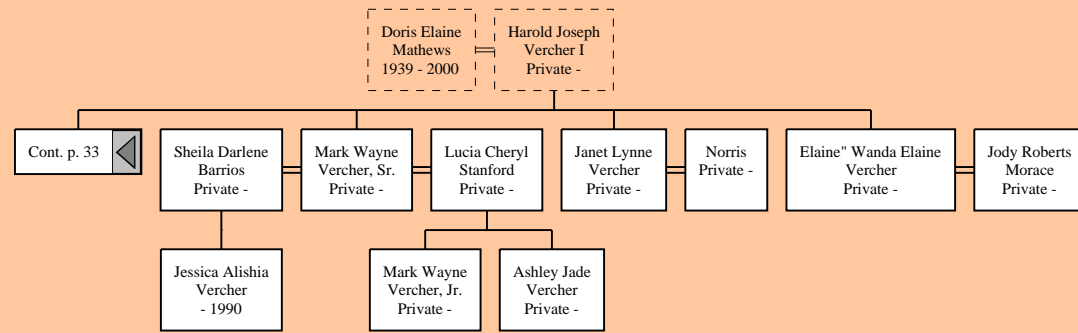 Doris Elaine
Mathews
1939 - 2000
Harold Joseph
Vercher I
Private -
Cont. p. 33
Sheila Darlene
Barrios
Private -
Mark Wayne
Vercher, Sr.
Private -
Lucia Cheryl
Stanford
Private -
Janet Lynne
Vercher
Private -
Norris
Private -
Elaine" Wanda Elaine
Vercher
Private -
Jody Roberts
Morace
Private -
Jessica Alishia
Vercher
- 1990
Mark Wayne
Vercher, Jr.
Private -
Ashley Jade
Vercher
Private -